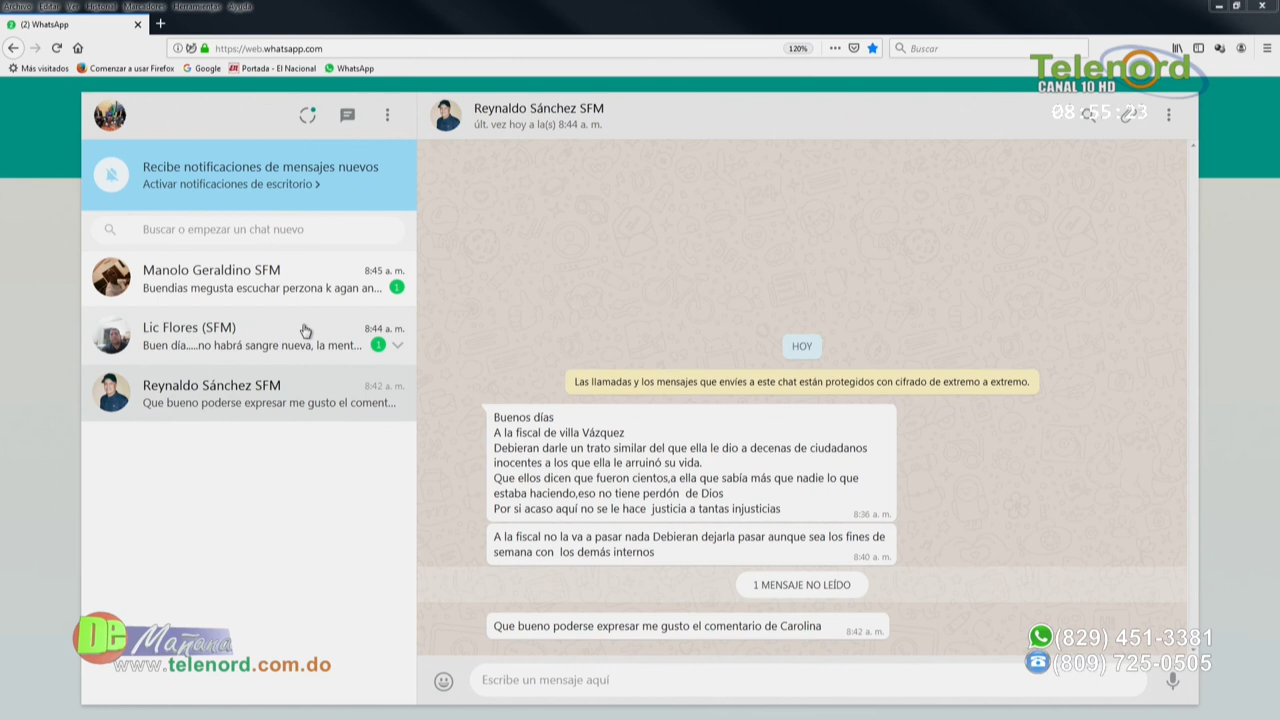 Archivo Editar Ver Historial Marcadores Herramientas Ayuda
(2) WhatsApp
https://web.whatsapp.com
120%
Buscar
Más visitados
Comenzar a usar Firefox
Google
Portada - El Nacional
WhatsApp
Telenord
CANAL 10 HD
08:55:23
Reynaldo Sánchez SFM
últ. vez hoy a la(s) 8:44 a. m.
Recibe notificaciones de mensajes nuevos
Activar notificaciones de escritorio >
Buscar o empezar un chat nuevo
Manolo Geraldino SFM
8:45 a. m.
Buendias megusta escuchar perzona k agan an...
1
Lic Flores (SFM)
8:44 a. m.
Buen día.....no habrá sangre nueva, la ment...
1
Reynaldo Sánchez SFM
8:42 a. m.
Que bueno poderse expresar me gusto el coment...
HOY
Las llamadas y los mensajes que envíes a este chat están protegidos con cifrado de extremo a extremo.
Buenos días
A la fiscal de villa Vázquez
Debieran darle un trato similar del que ella le dio a decenas de ciudadanos
inocentes a los que ella le arruinó su vida.
Que ellos dicen que fueron cientos,a ella que sabía más que nadie lo que
estaba haciendo,eso no tiene perdón de Dios
Por si acaso aquí no se le hace justicia a tantas injusticias
8:36 a. m.
A la fiscal no la va a pasar nada Debieran dejarla pasar aunque sea los fines de
semana con los demás internos
8:40 a. m.
1 MENSAJE NO LEÍDO
Que bueno poderse expresar me gusto el comentario de Carolina
8:42 a. m.
Escribe un mensaje aquí
De Mañana
www.telenord.com.do
(829) 451-3381
(809) 725-0505